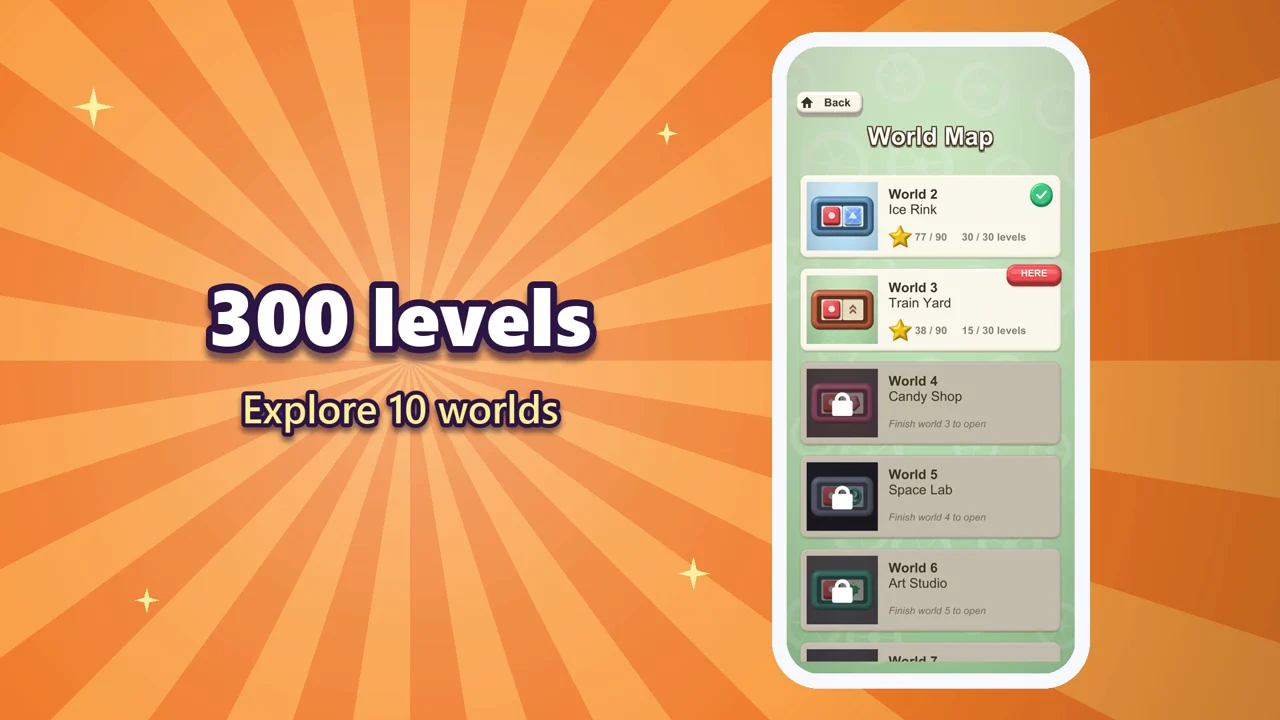 300 levels
Explore 10 worlds
Back
World Map
World 2
Ice Rink
77 / 90 30 / 30 levels
HERE
World 3
Train Yard
38 / 90 15 / 30 levels
World 4
Candy Shop
Finish world 3 to open
World 5
Space Lab
Finish world 4 to open
World 6
Art Studio
Finish world 5 to open
World 7